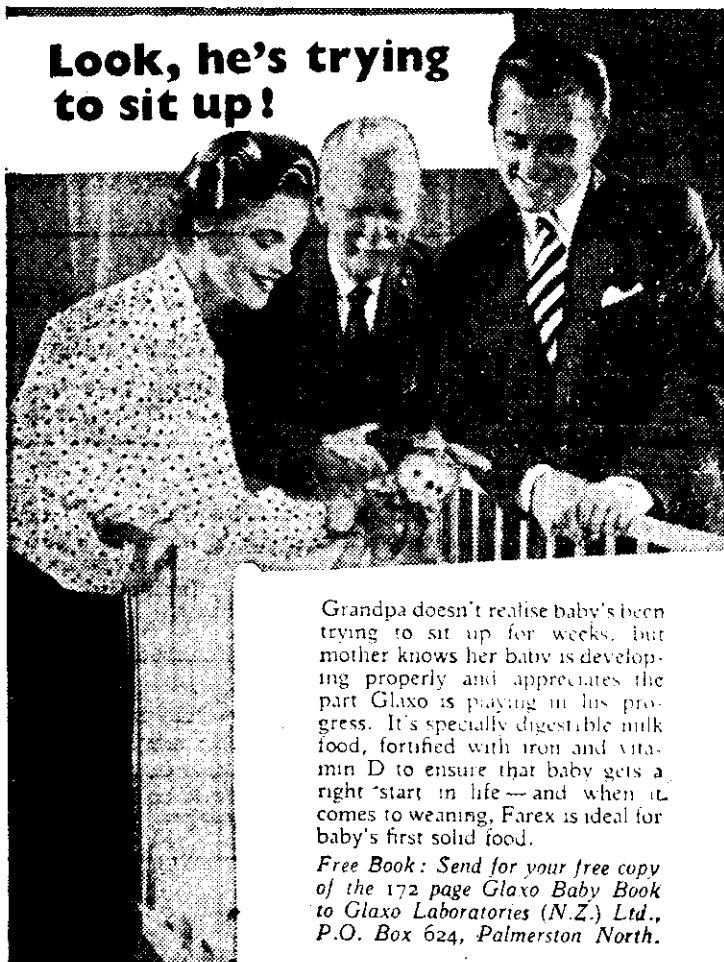 Look, he's trying
to sit up!
Grandpa doesn't realise baby's been
trying to sit up for weeks, but
mother knows her baby is develop-
ing properly and appreciates the
part Glaxo is playing in his pro-
gress. It's specially digestible milk
food, fortified with iron and vita-
min D to ensure that baby gets a
right start in life — and when it
comes to weaning, Farex is ideal for
baby's first solid food.
Free Book: Send for your free copy
of the 172 page Glaxo Baby Book
to Glaxo Laboratories (N.Z.) Ltd.,
P.O. Box 624, Palmerston North.